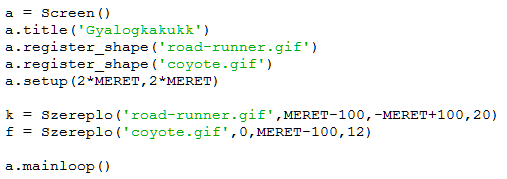 a = Screen()
a.title('Gyalogkakukk')
a.register_shape('road-runner.gif')
a.register_shape('coyote.gif')
a.setup(2*MERET,2*MERET)
k = Szereplo('road-runner.gif',MERET-100,-MERET+100,20)
f = Szereplo('coyote.gif',0,MERET-100,12)
a.mainloop()